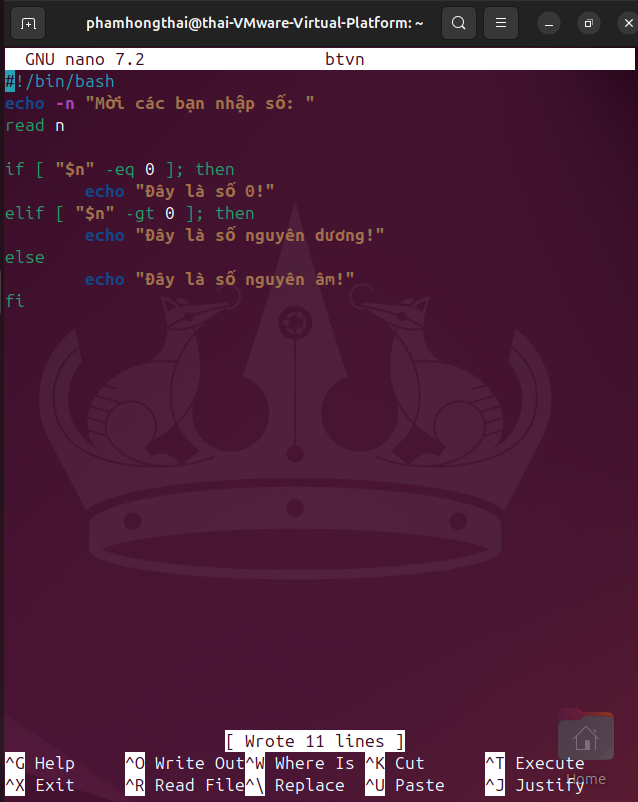 phamhongthai@thai-VMware-Virtual-Platform: ~
GNU nano 7.2 btvn
#!/bin/bash
echo -n "Mời các bạn nhập số: "
read n

if [ "$n" -eq 0 ]; then
        echo "Đây là số 0!"
elif [ "$n" -gt 0 ]; then
        echo "Đây là số nguyên dương!"
else
        echo "Đây là số nguyên âm!"
fi
[ Wrote 11 lines ]
^G Help ^O Write Out ^W Where Is ^K Cut ^T Execute
^X Exit ^R Read File ^\ Replace ^U Paste ^J Justify
Home